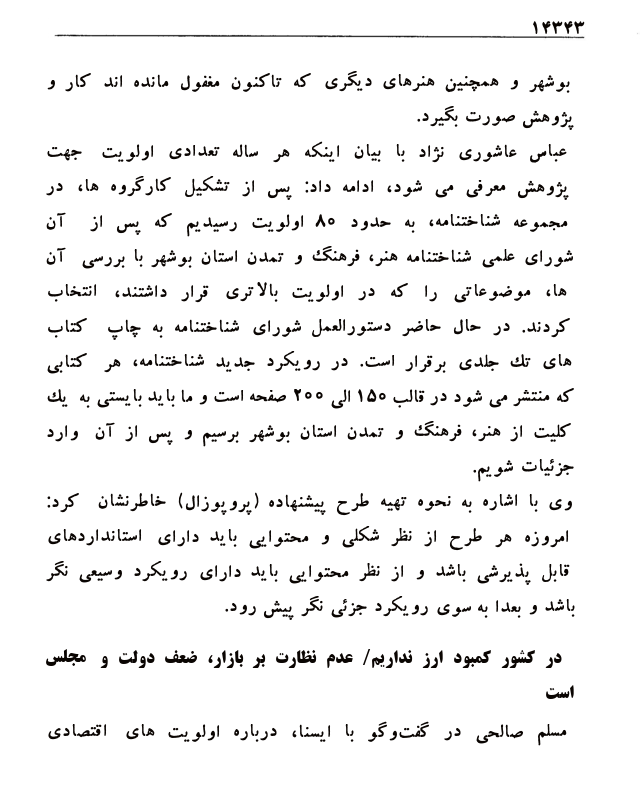 ۱۴۳۴۳
بوشهر و همچنین هنرهای دیگری که تاکنون مغفول مانده اند کار و
پژوهش صورت بگیرد.
عباس عاشوری نژاد با بیان اینکه هر ساله تعدادی اولویت جهت
پژوهش معرفی می شود، ادامه داد: پس از تشکیل کارگروه ها، در
مجموعه شناختنامه، به حدود ۸۰ اولویت رسیدیم که پس از آن
شورای علمی شناختنامه هنر، فرهنگ و تمدن استان بوشهر با بررسی آن
ها، موضوعاتی را که در اولویت بالاتری قرار داشتند، انتخاب
کردند. در حال حاضر دستورالعمل شورای شناختنامه به چاپ کتاب
های تك جلدی برقرار است. در رویکرد جدید شناختنامه، هر کتابی
که منتشر می شود در قالب ۱۵۰ الی ۲۰۰ صفحه است و ما باید بایستی به یك
کلیت از هنر، فرهنگ و تمدن استان بوشهر برسیم و پس از آن وارد
جزئیات شویم.
وی با اشاره به نحوه تهیه طرح پیشنهاده (پروپوزال) خاطرنشان کرد:
امروزه هر طرح از نظر شکلی و محتوایی باید دارای استانداردهای
قابل پذیرشی باشد و از نظر محتوایی باید دارای رویکرد وسیعی نگر
باشد و بعدا به سوی رویکرد جزئی نگر پیش رود.
در کشور کمبود ارز نداریم/ عدم نظارت بر بازار، ضعف دولت و مجلس
است
مسلم صالحی در گفت‌وگو با ایسنا، درباره اولویت های اقتصادی